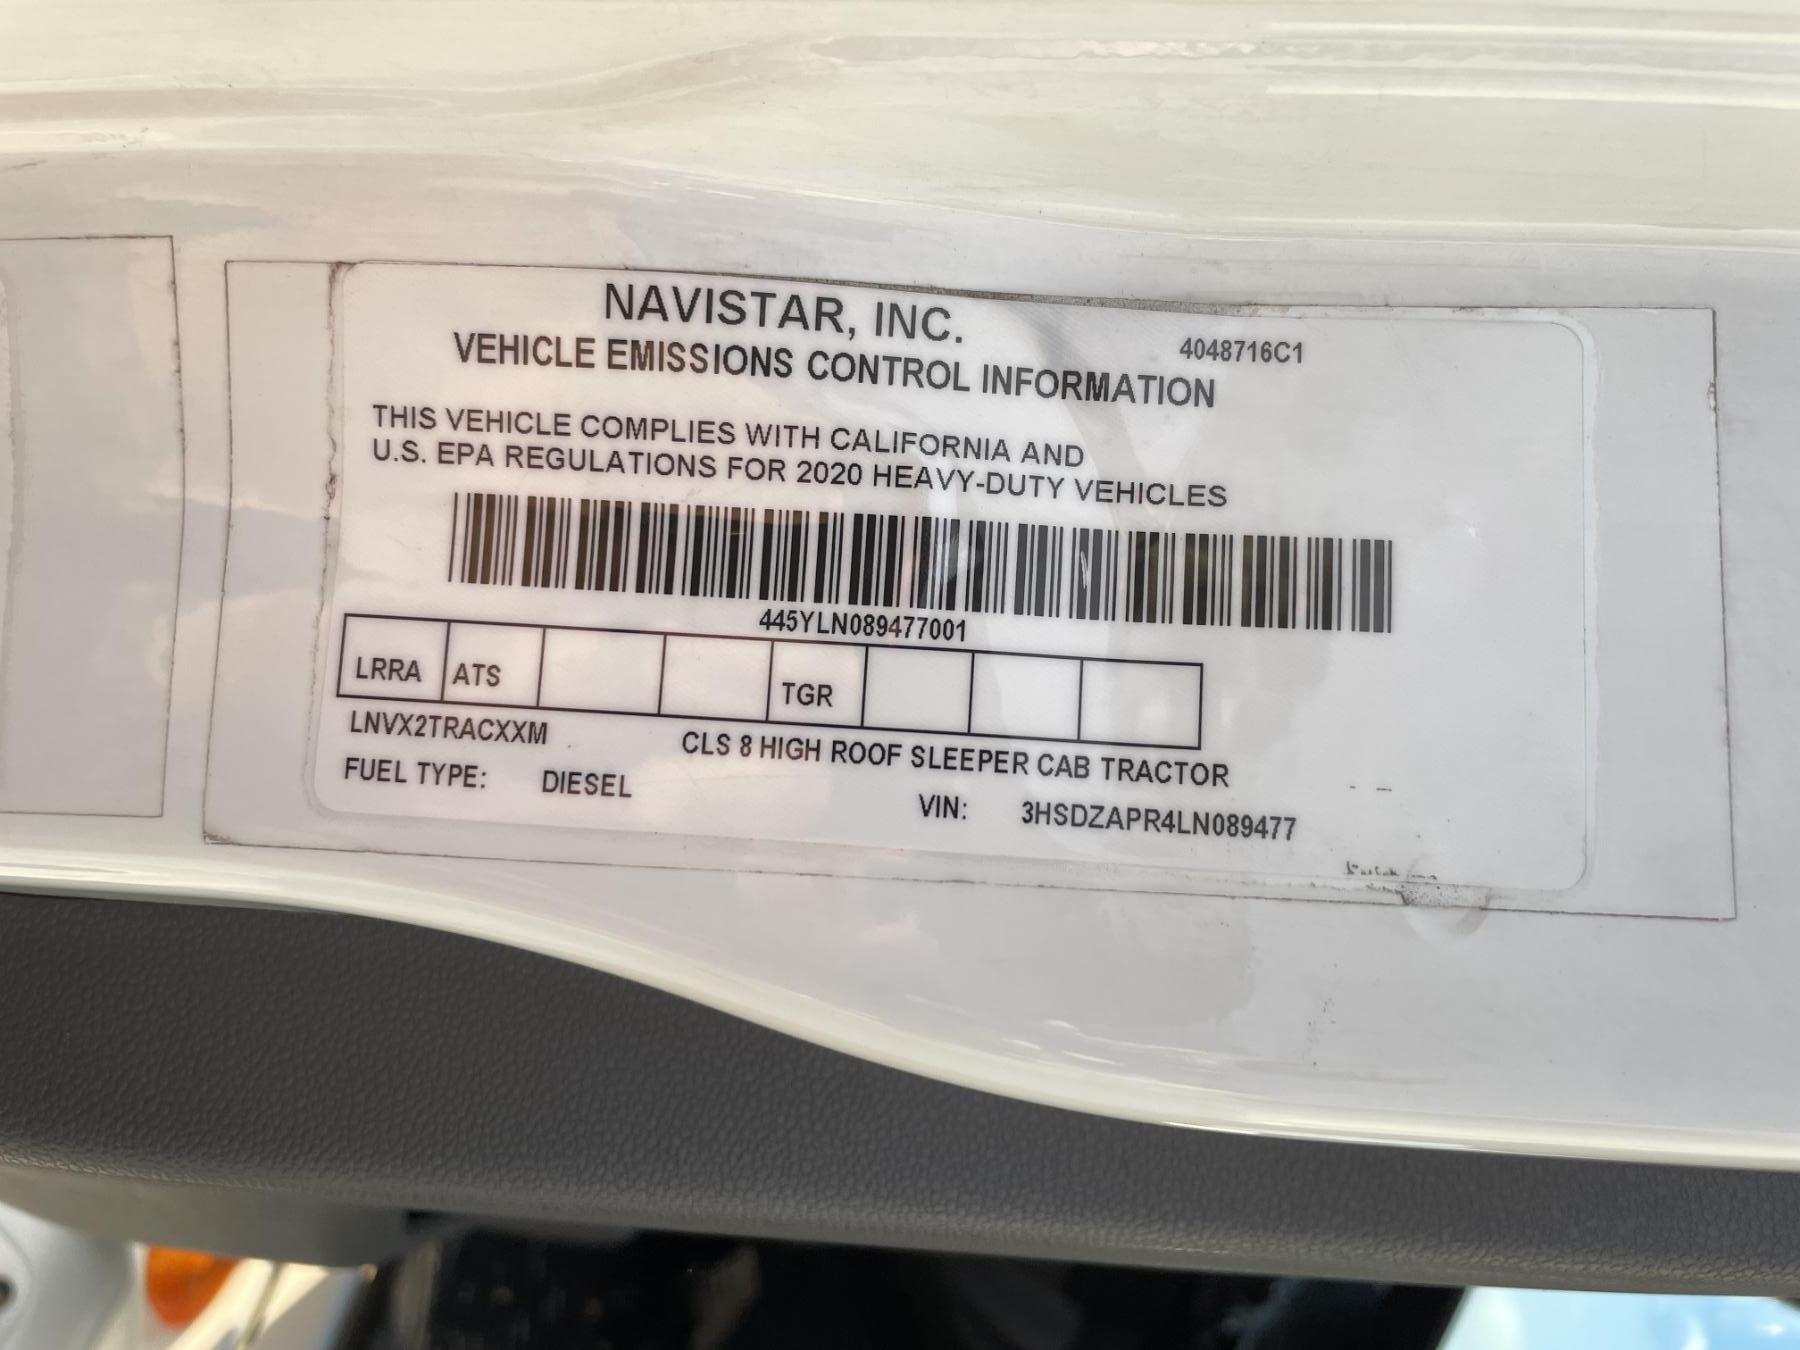 NAVISTAR, INC.
4048716C1
VEHICLE EMISSIONS CONTROL INFORMATION
THIS VEHICLE COMPLIES WITH CALIFORNIA AND
U.S. EPA REGULATIONS FOR 2020 HEAVY-DUTY VEHICLES
445YLN089477001
LRRA ATS TGR
LNVX2TRACXXM CLS 8 HIGH ROOF SLEEPER CAB TRACTOR
FUEL TYPE: DIESEL VIN: 3HSDZAPR4LN089477